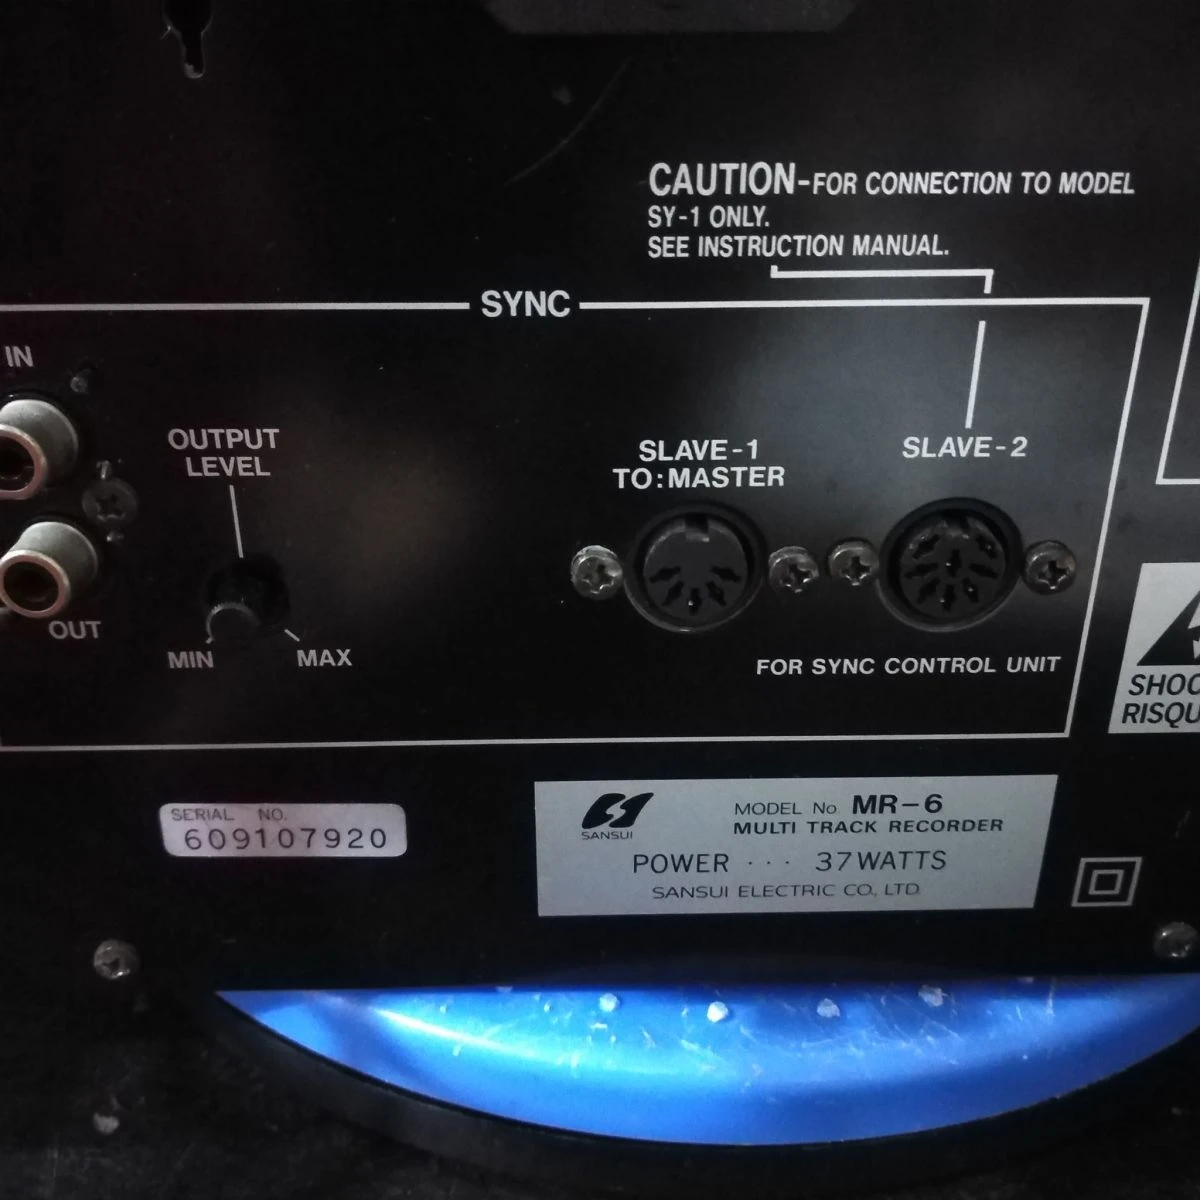 CAUTION-FOR CONNECTION TO MODEL
SY-1 ONLY.
SEE INSTRUCTION MANUAL.
SYNC
IN
OUTPUT
LEVEL
SLAVE-1
TO:MASTER
SLAVE-2
OUT
MIN
MAX
FOR SYNC CONTROL UNIT
SHOC
RISQU
SERIAL NO.
609107920
SANSUI
MODEL No MR-6
MULTI TRACK RECORDER
POWER ··· 37WATTS
SANSUI ELECTRIC CO., LTD.